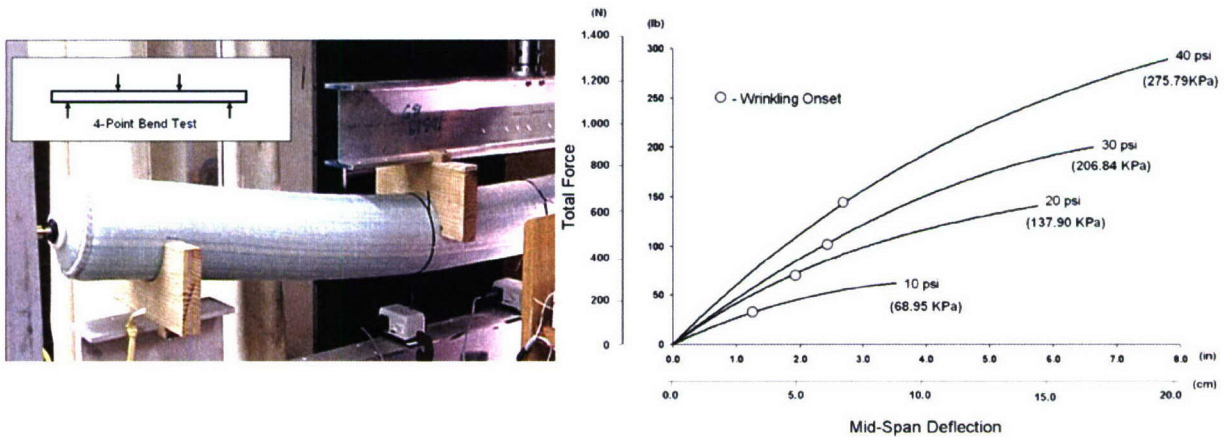 4-Point Bend Test
(N)
1,400
1,200
1,000
800
600
400
200
0
Total Force
(lb)
300
250
200
150
100
50
0
- Wrinkling Onset
40 psi
(275.79KPa)
30 psi
(206.84 KPa)
20 psi
(137.90 KPa)
10 psi
(68.95 KPa)
0.0 1.0 2.0 3.0 4.0 5.0 6.0 7.0 8.0 (in)
0.0 5.0 10.0 15.0 20.0 (cm)
Mid-Span Deflection